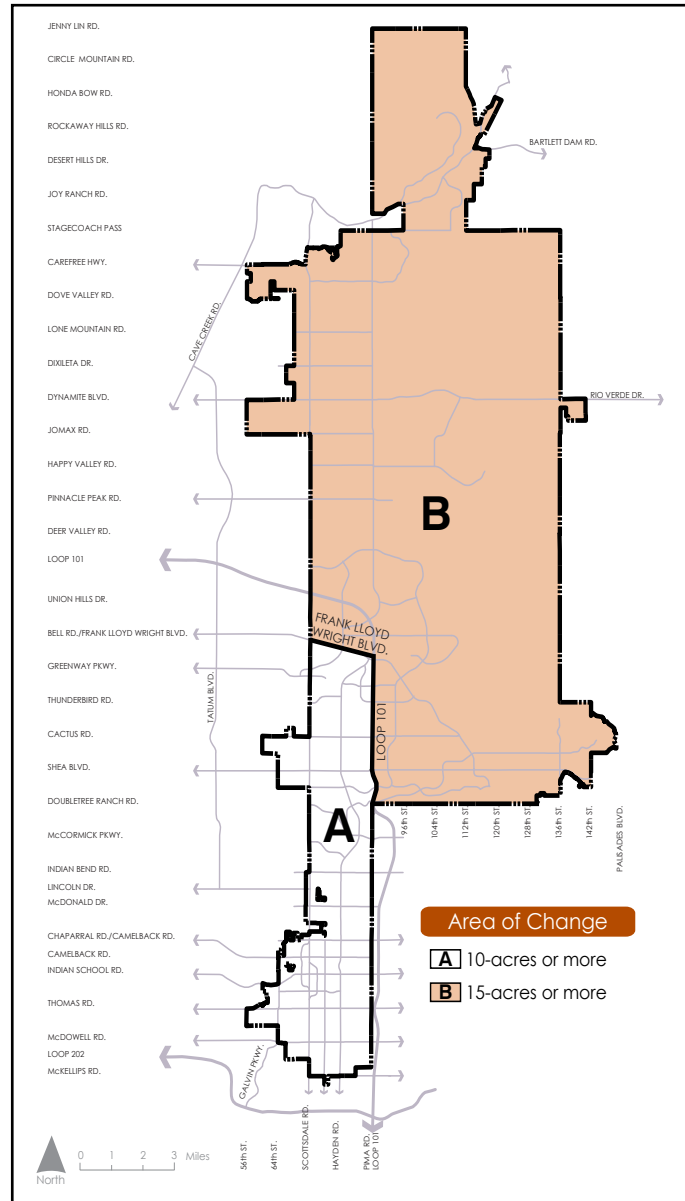 JENNY LIN RD.
CIRCLE MOUNTAIN RD.
HONDA BOW RD.
ROCKAWAY HILLS RD.
BARTLETT DAM RD.
DESERT HILLS DR.
JOY RANCH RD.
STAGECOACH PASS
CAREFREE HWY.
DOVE VALLEY RD.
CAVE CREEK RD.
LONE MOUNTAIN RD.
DIXILETA DR.
DYNAMITE BLVD.
RIO VERDE DR.
JOMAX RD.
HAPPY VALLEY RD.
PINNACLE PEAK RD.
B
DEER VALLEY RD.
LOOP 101
UNION HILLS DR.
FRANK LLOYD
WRIGHT BLVD.
BELL RD./FRANK LLOYD WRIGHT BLVD.
GREENWAY PKWY.
TATUM BLVD.
THUNDERBIRD RD.
LOOP 101
CACTUS RD.
SHEA BLVD.
DOUBLETREE RANCH RD.
96th ST.
104th ST.
112th ST.
120th ST.
128th ST.
136th ST.
142th ST.
PALISADES BLVD.
A
McCORMICK PKWY.
INDIAN BEND RD.
LINCOLN DR.
McDONALD DR.
CHAPARRAL RD./CAMELBACK RD.
CAMELBACK RD.
INDIAN SCHOOL RD.
THOMAS RD.
McDOWELL RD.
LOOP 202
McKELLIPS RD.
Area of Change
A 10-acres or more
B 15-acres or more
GALVIN PKWY.
56th ST.
64th ST.
SCOTTSDALE RD.
HAYDEN RD.
PIMA RD.
LOOP 101
North
0 1 2 3 Miles